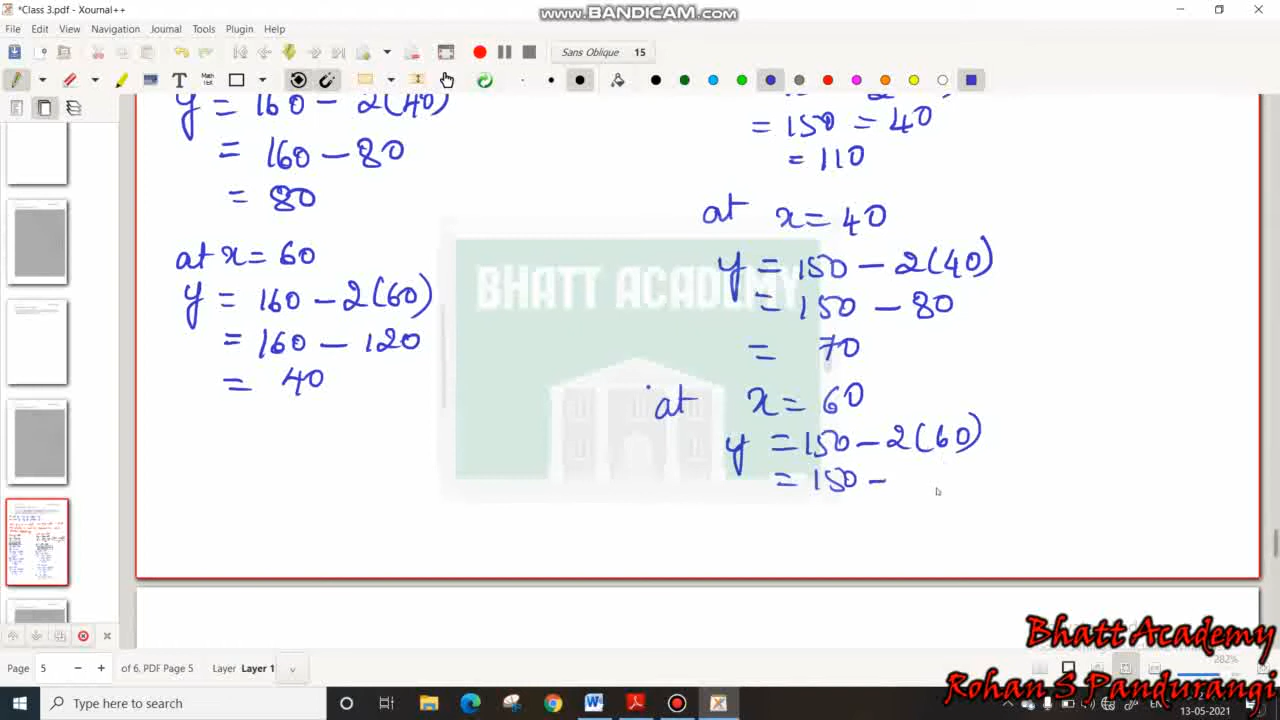 *Class 3.pdf - Xournal++
WWW.BANDICAM.COM
File Edit View Navigation Journal Tools Plugin Help
Sans Oblique 15
y = 160 - 2(40)
= 160 - 80
= 80
at x = 60
y = 160 - 2(60)
= 160 - 120
= 40
= 150 = 40
= 110
at x = 40
y = 150 - 2(40)
= 150 - 80
= 70
at x = 60
y = 150 - 2(60)
= 150 -
BHATT ACADEMY
Bhatt Academy
Rohan S Pandurangi
Page 5 of 6. PDF Page 5 Layer Layer 1
282%
Type here to search
13-05-2021